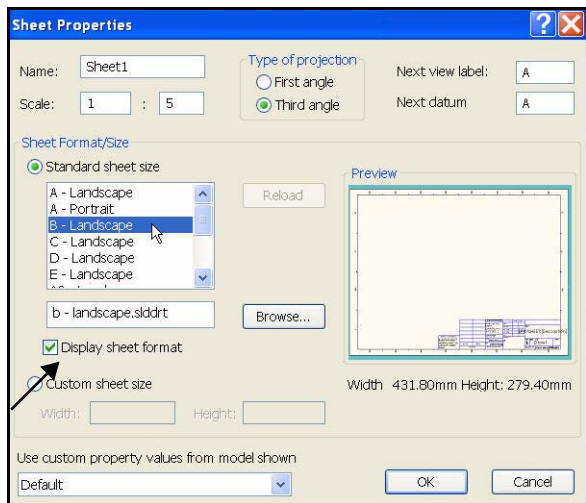 Sheet Properties
Name: Sheet1
Scale: 1 : 5
Type of projection
First angle
Third angle
Next view label: A
Next datum A
Sheet Format/Size
Standard sheet size
A - Landscape
A - Portrait
B - Landscape
C - Landscape
D - Landscape
E - Landscape
Reload
b - landscape.slddrt
Browse...
Display sheet format
Custom sheet size
Width:
Height:
Preview
Width 431.80mm Height: 279.40mm
Use custom property values from model shown
Default
OK
Cancel